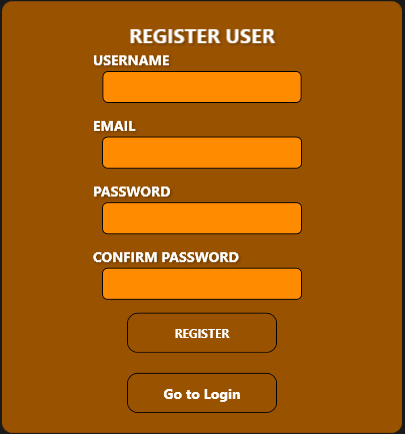 REGISTER USER
USERNAME
EMAIL
PASSWORD
CONFIRM PASSWORD
REGISTER
Go to Login